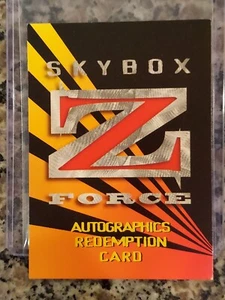 SKYBOX
Z
FORCE
AUTOGRAPHICS
REDEMPTION
CARD